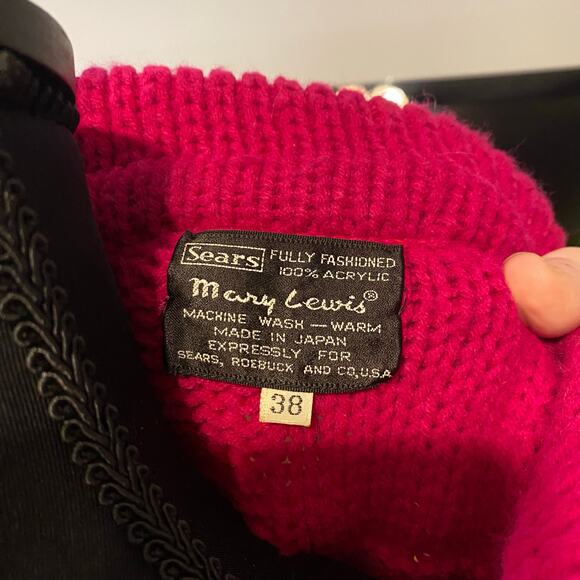 Sears FULLY FASHIONED
100% ACRYLIC
Mary Lewis®
MACHINE WASH — WARM
MADE IN JAPAN
EXPRESSLY FOR
SEARS, ROEBUCK AND CO, U.S.A
38